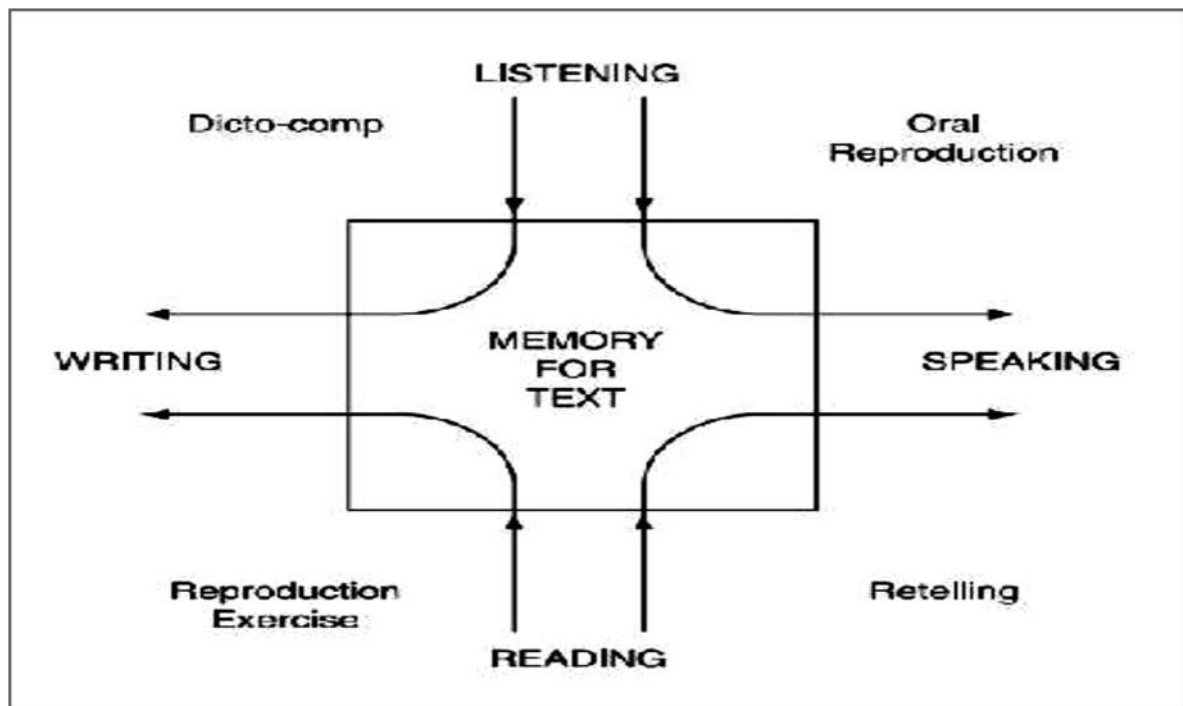 LISTENING
Dicto-comp
Oral
Reproduction
WRITING
MEMORY
FOR
TEXT
SPEAKING
Reproduction
Exercise
Retelling
READING